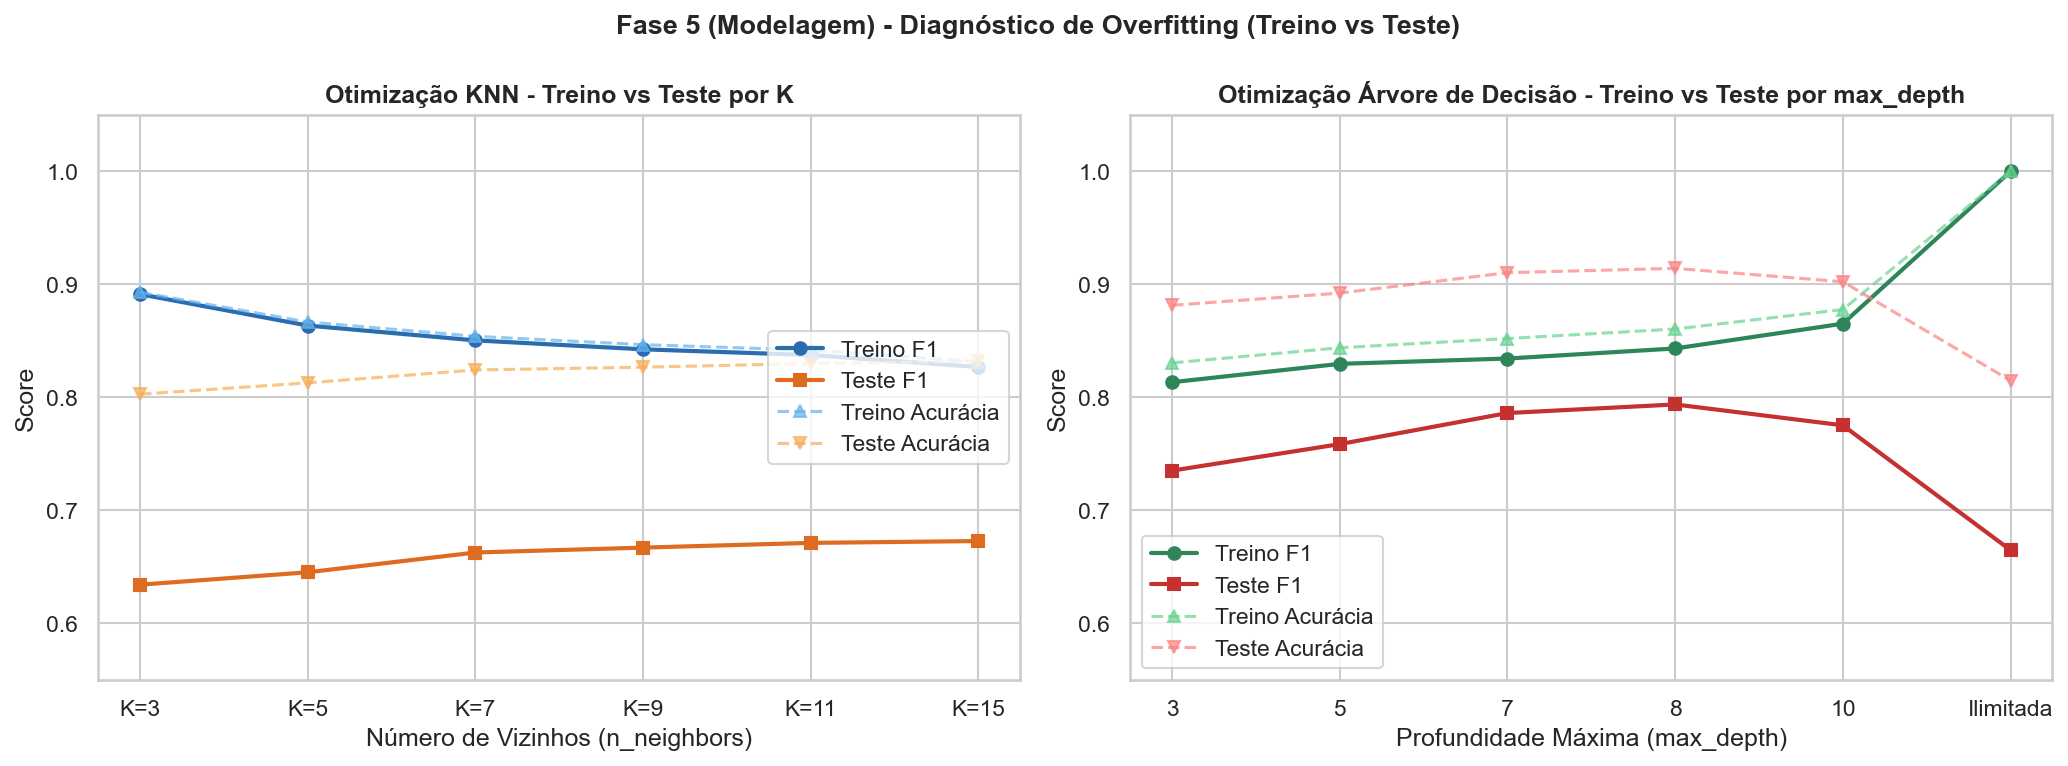 Fase 5 (Modelagem) - Diagnóstico de Overfitting (Treino vs Teste)
Otimização KNN - Treino vs Teste por K
1.0
0.9
0.8
0.7
0.6
Score
Treino F1
Teste F1
Treino Acurácia
Teste Acurácia
K=3
K=5
K=7
K=9
K=11
K=15
Número de Vizinhos (n_neighbors)
Otimização Árvore de Decisão - Treino vs Teste por max_depth
1.0
0.9
0.8
0.7
0.6
Score
Treino F1
Teste F1
Treino Acurácia
Teste Acurácia
3
5
7
8
10
Ilimitada
Profundidade Máxima (max_depth)